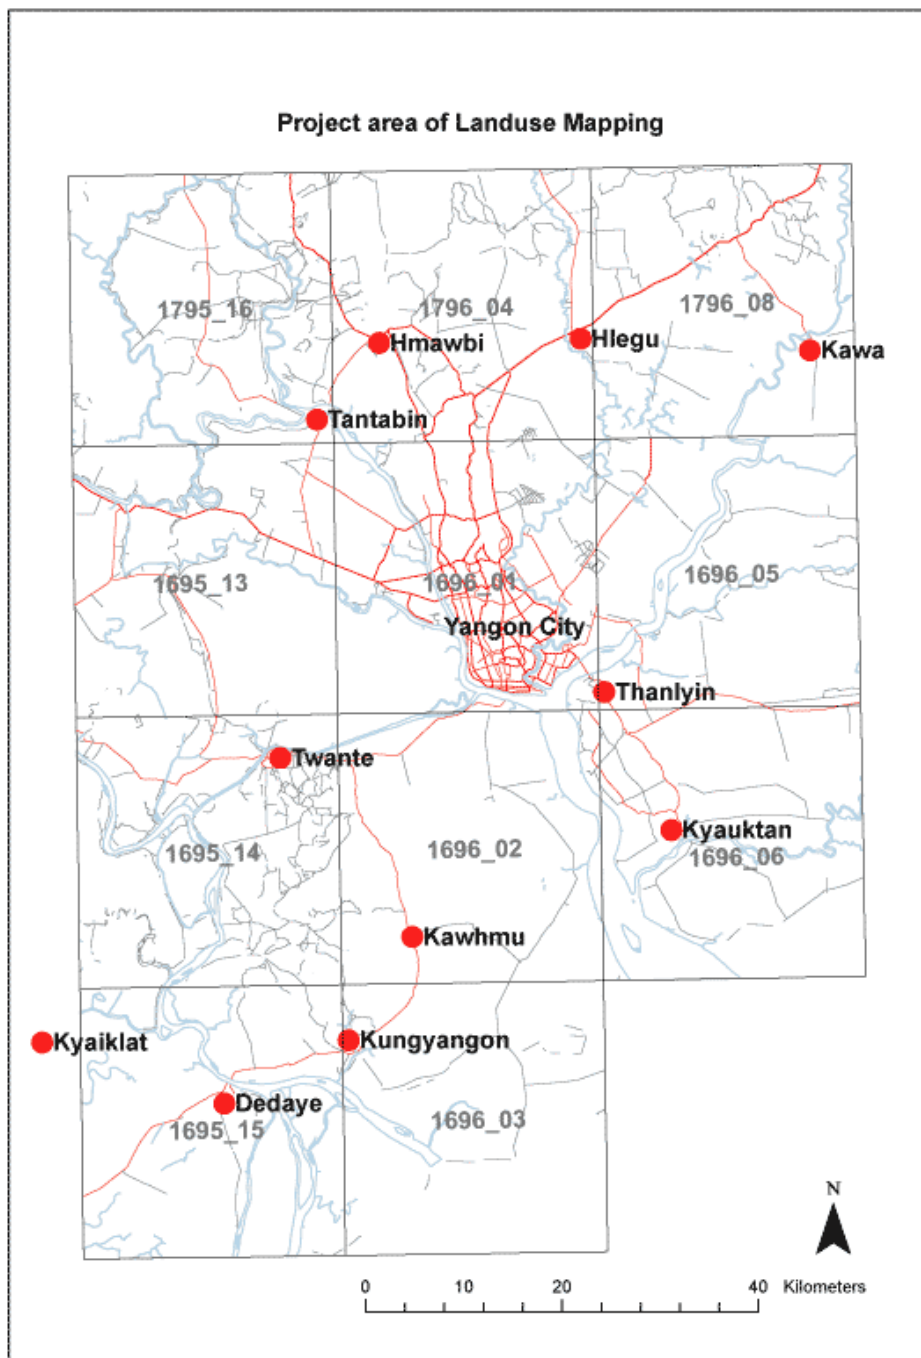 Project area of Landuse Mapping
1795_16
1796_04
1796_08
Hmawbi
Hlegu
Kawa
Tantabin
1695_13
1696_01
1696_05
Yangon City
Thanlyin
Twante
1695_14
1696_02
Kyauktan
1696_06
Kawhmu
Kyaiklat
Kungyangon
Dedaye
1695_15
1696_03
N
0 10 20 40 Kilometers